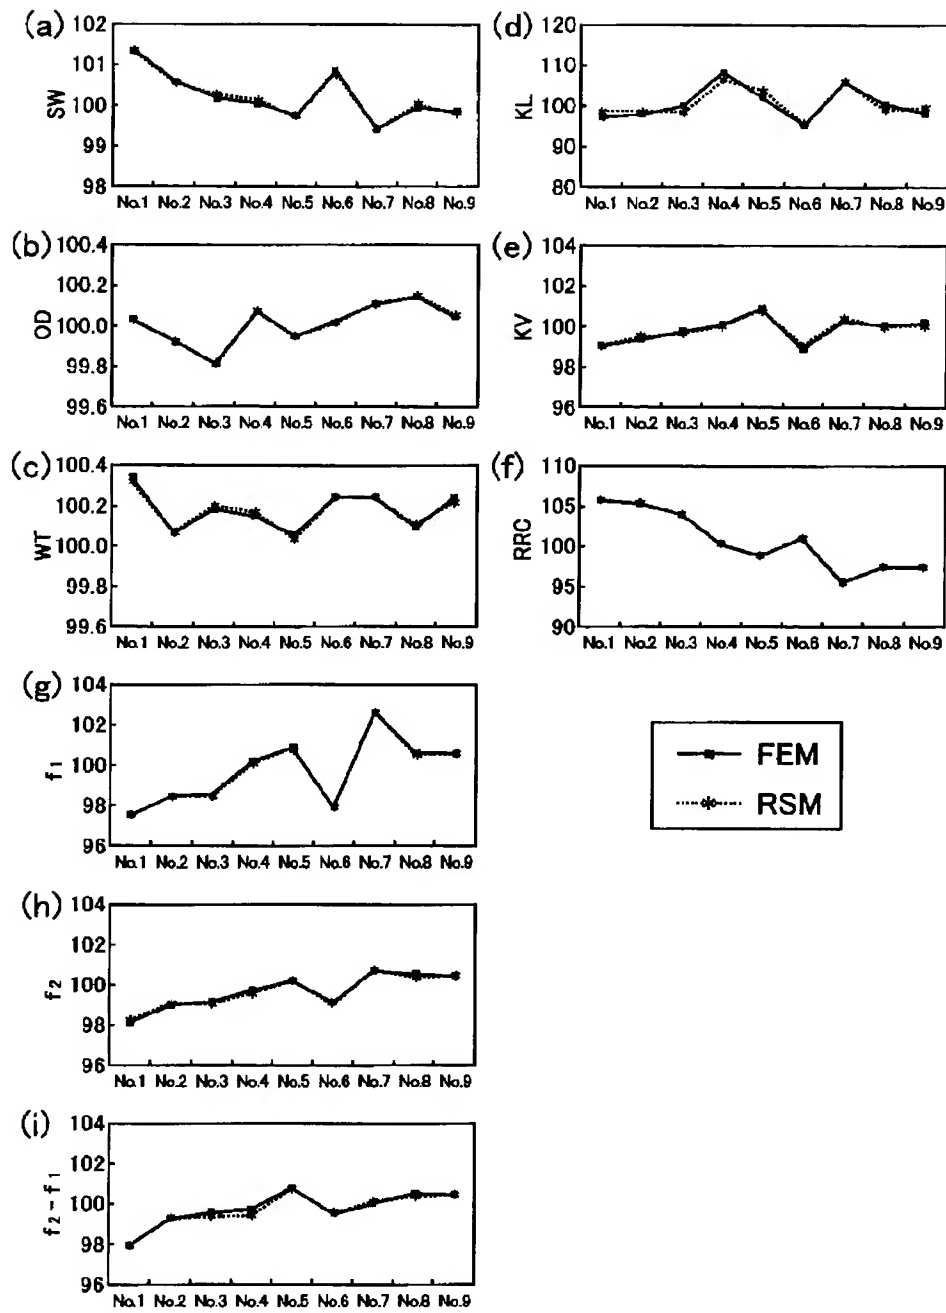 (a)
102
101
100
99
98
SW
No.1 No.2 No.3 No.4 No.5 No.6 No.7 No.8 No.9
(b)
100.4
100.2
100.0
99.8
99.6
OD
No.1 No.2 No.3 No.4 No.5 No.6 No.7 No.8 No.9
(c)
100.4
100.2
100.0
99.8
99.6
WT
No.1 No.2 No.3 No.4 No.5 No.6 No.7 No.8 No.9
(d)
120
110
100
90
80
KL
No.1 No.2 No.3 No.4 No.5 No.6 No.7 No.8 No.9
(e)
104
102
100
98
96
KV
No.1 No.2 No.3 No.4 No.5 No.6 No.7 No.8 No.9
(f)
110
105
100
95
90
RRC
No.1 No.2 No.3 No.4 No.5 No.6 No.7 No.8 No.9
(g)
104
102
100
98
96
f1
No.1 No.2 No.3 No.4 No.5 No.6 No.7 No.8 No.9
(h)
104
102
100
98
96
f2
No.1 No.2 No.3 No.4 No.5 No.6 No.7 No.8 No.9
(i)
104
102
100
98
96
f2-f1
No.1 No.2 No.3 No.4 No.5 No.6 No.7 No.8 No.9
FEM
RSM